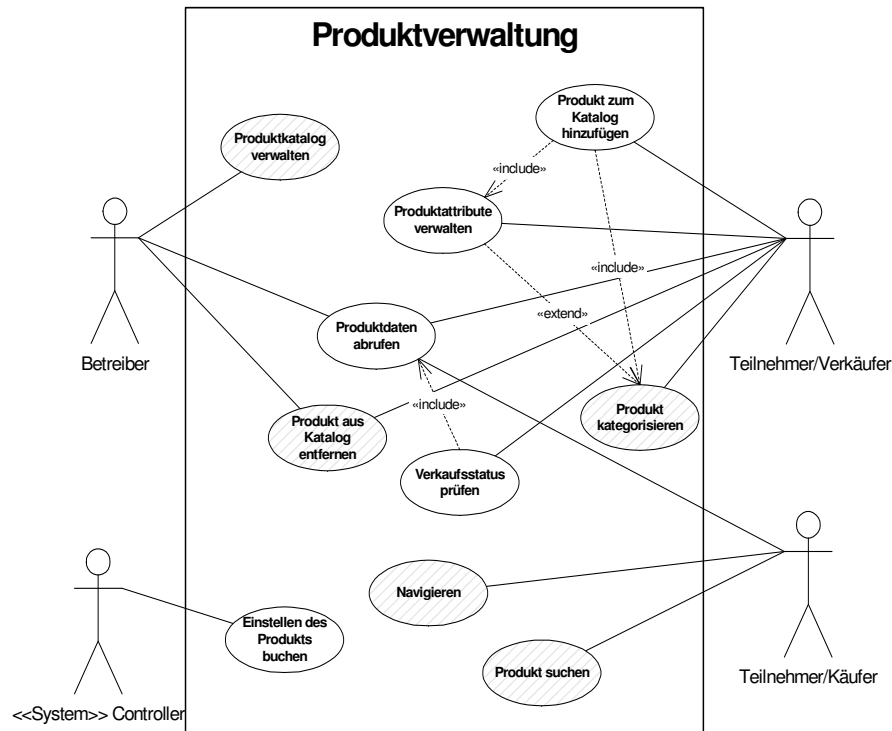 Produktverwaltung
Produkt zum
Katalog
hinzufügen
Produktkatalog
verwalten
«include»
Produktattribute
verwalten
«include»
«extend»
Produktdaten
abrufen
Betreiber
Teilnehmer/Verkäufer
«include»
Produkt aus
Katalog
entfernen
Produkt
kategorisieren
Verkaufsstatus
prüfen
Navigieren
Einstellen des
Produkts
buchen
Produkt suchen
Teilnehmer/Käufer
<<System>> Controller